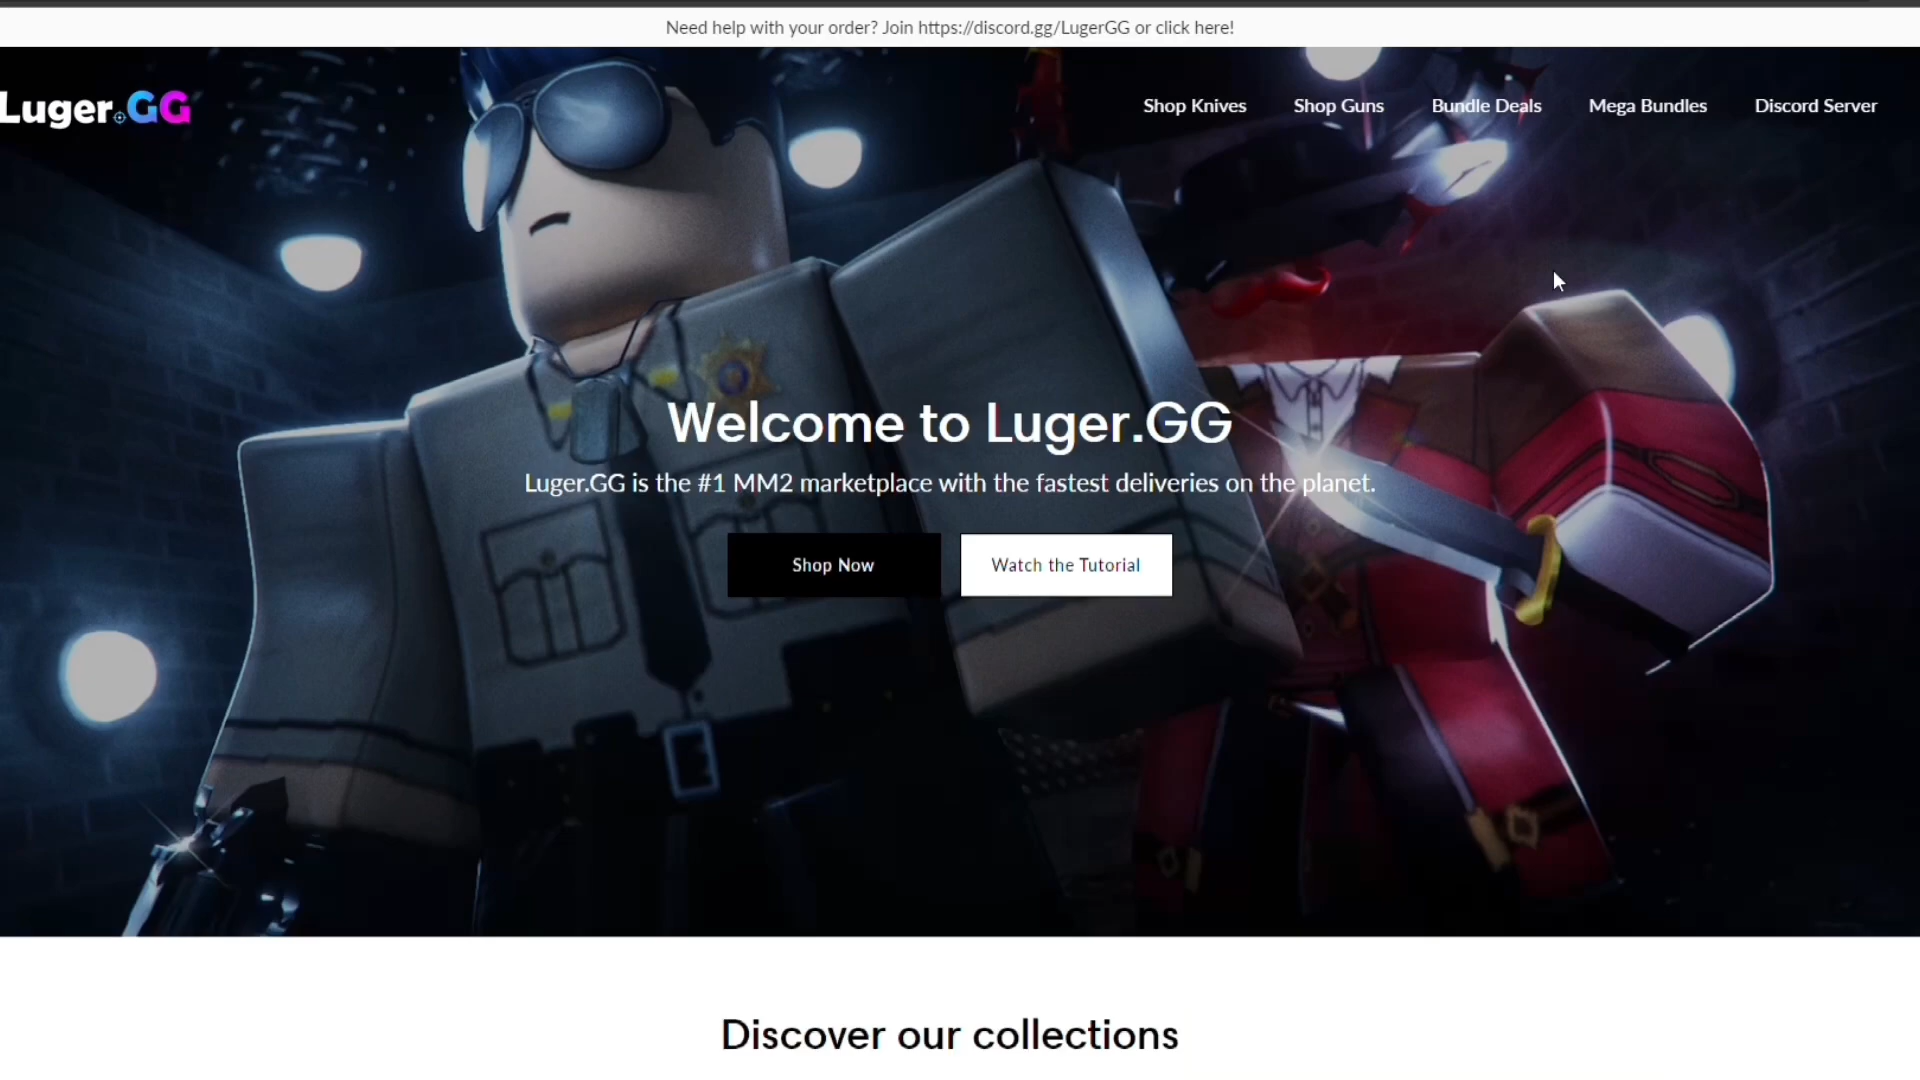 Need help with your order? Join https://discord.gg/LugerGG or click here!
Luger.GG
Shop Knives
Shop Guns
Bundle Deals
Mega Bundles
Discord Server
Welcome to Luger.GG
Luger.GG is the #1 MM2 marketplace with the fastest deliveries on the planet.
Shop Now
Watch the Tutorial
Discover our collections